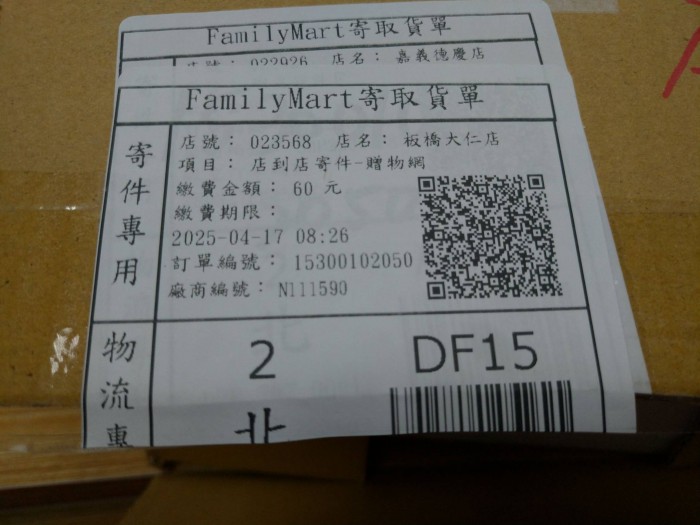 FamilyMart寄取貨單
店號： 022926 店名： 嘉義德慶店
FamilyMart寄取貨單
寄件專用
店號： 023568 店名： 板橋大仁店
項目： 店到店寄件-贈物網
繳費金額： 60 元
繳費期限：
2025-04-17 08:26
訂單編號： 15300102050
廠商編號： N111590
物流專
2
DF15
北